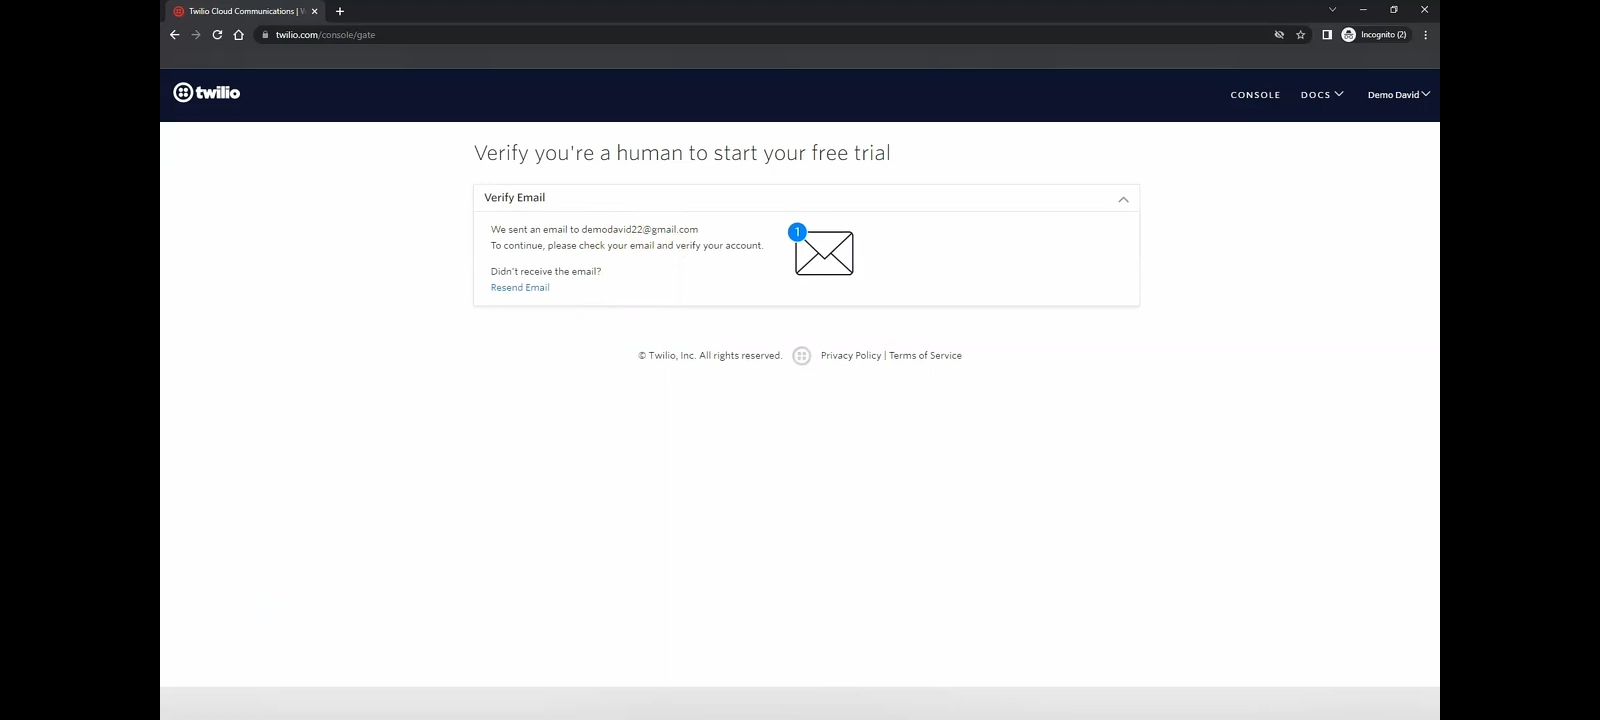 Twilio Cloud Communications |
twilio.com/console/gate
Incognito (2)
twilio
CONSOLE
DOCS
Demo David
Verify you're a human to start your free trial
Verify Email
We sent an email to demodavid22@gmail.com
To continue, please check your email and verify your account.
1
Didn't receive the email?
Resend Email
© Twilio, Inc. All rights reserved.
Privacy Policy | Terms of Service